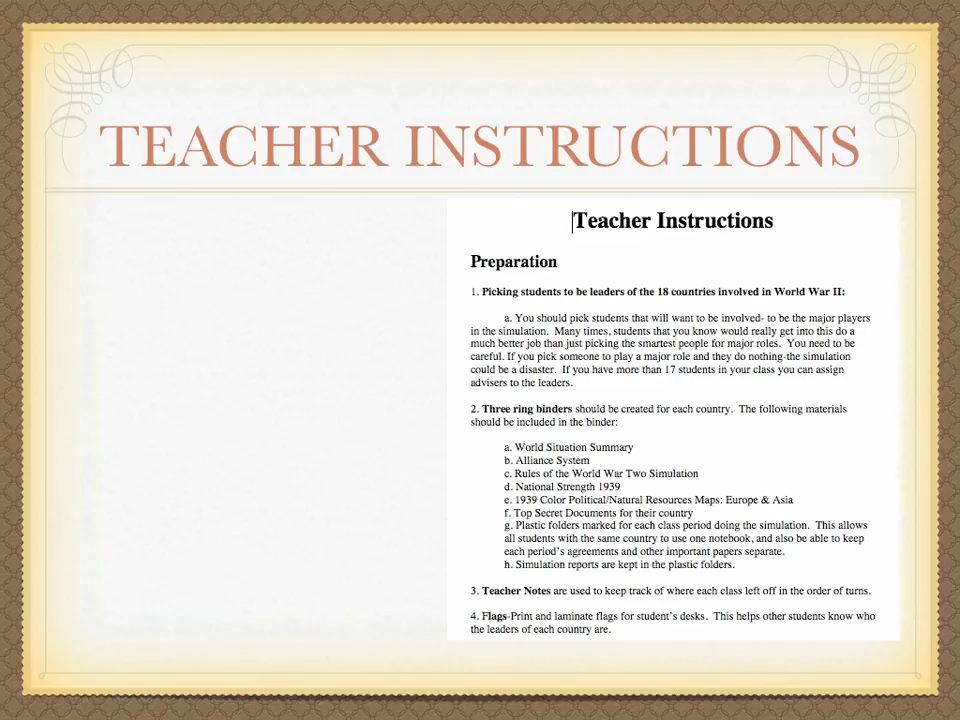 TEACHER INSTRUCTIONS
Teacher Instructions
Preparation
1. Picking students to be leaders of the 18 countries involved in World War II:
a. You should pick students that will want to be involved- to be the major players
in the simulation. Many times, students that you know would really get into this do a
much better job than just picking the smartest people for major roles. You need to be
careful. If you pick someone to play a major role and they do nothing-the simulation
could be a disaster. If you have more than 17 students in your class you can assign
advisers to the leaders.
2. Three ring binders should be created for each country. The following materials
should be included in the binder:
a. World Situation Summary
b. Alliance System
c. Rules of the World War Two Simulation
d. National Strength 1939
e. 1939 Color Political/Natural Resources Maps: Europe & Asia
f. Top Secret Documents for their country
g. Plastic folders marked for each class period doing the simulation. This allows
all students with the same country to use one notebook, and also be able to keep
each period's agreements and other important papers separate.
h. Simulation reports are kept in the plastic folders.
3. Teacher Notes are used to keep track of where each class left off in the order of turns.
4. Flags-Print and laminate flags for student's desks. This helps other students know who
the leaders of each country are.